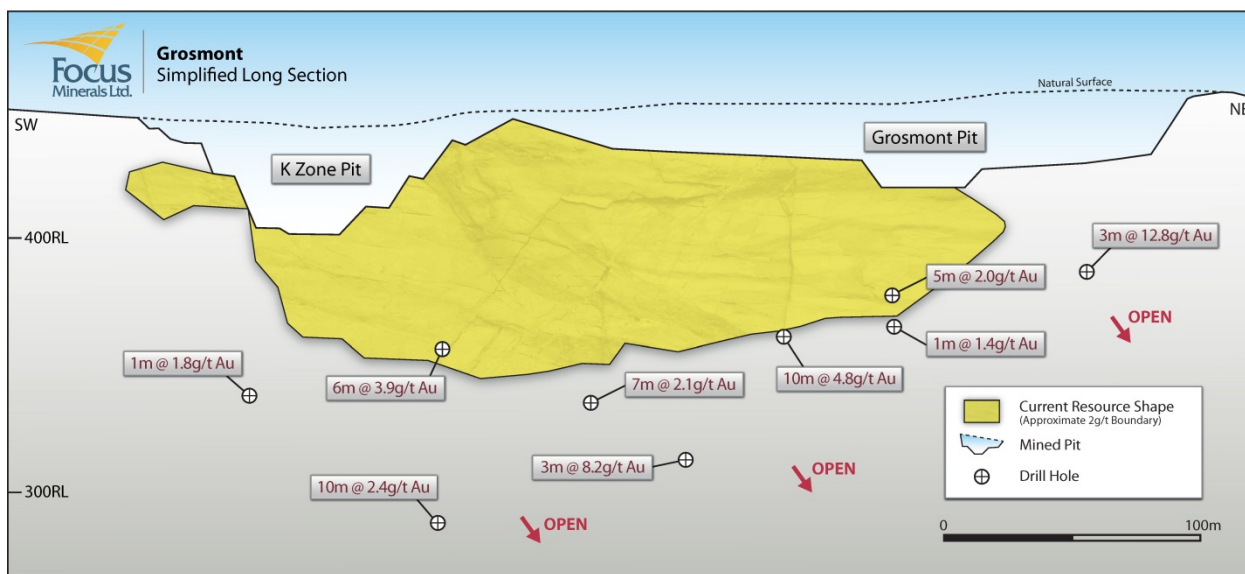 Focus
Minerals Ltd.
Grosmont
Simplified Long Section
Natural Surface
SW
NE
Grosmont Pit
K Zone Pit
400RL
3m @ 12.8g/t Au
5m @ 2.0g/t Au
OPEN
1m @ 1.4g/t Au
1m @ 1.8g/t Au
6m @ 3.9g/t Au
7m @ 2.1g/t Au
10m @ 4.8g/t Au
Current Resource Shape
(Approximate 2g/t Boundary)
Mined Pit
Drill Hole
3m @ 8.2g/t Au
OPEN
10m @ 2.4g/t Au
300RL
OPEN
0
100m